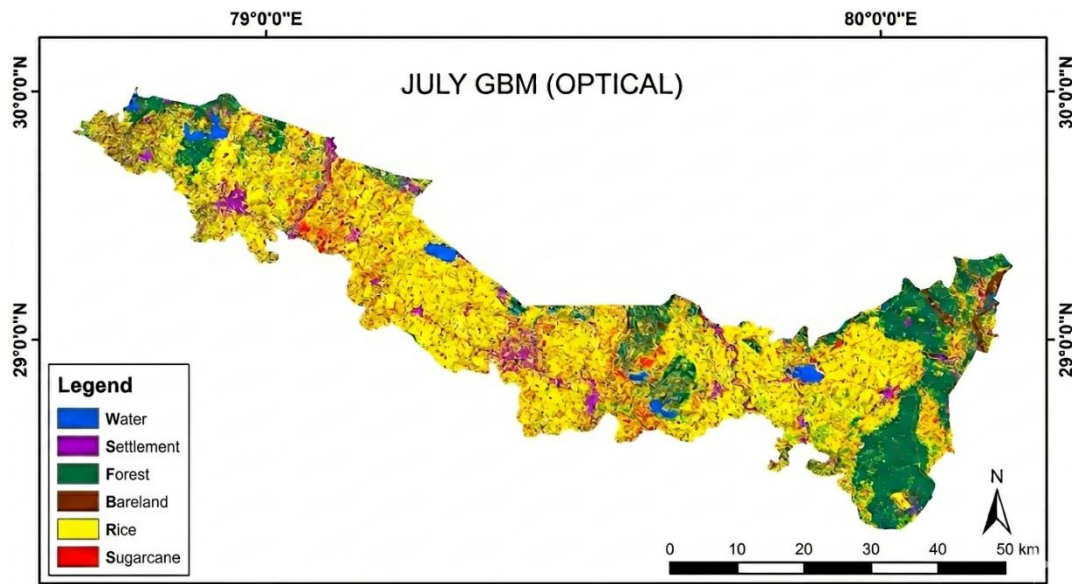 79°0'0"E
80°0'0"E
JULY GBM (OPTICAL)
30°0'0"N
30°0'0"N
29°0'0"N
29°0'0"N
Legend
Water
Settlement
Forest
Bareland
Rice
Sugarcane
N
0 10 20 30 40 50 km